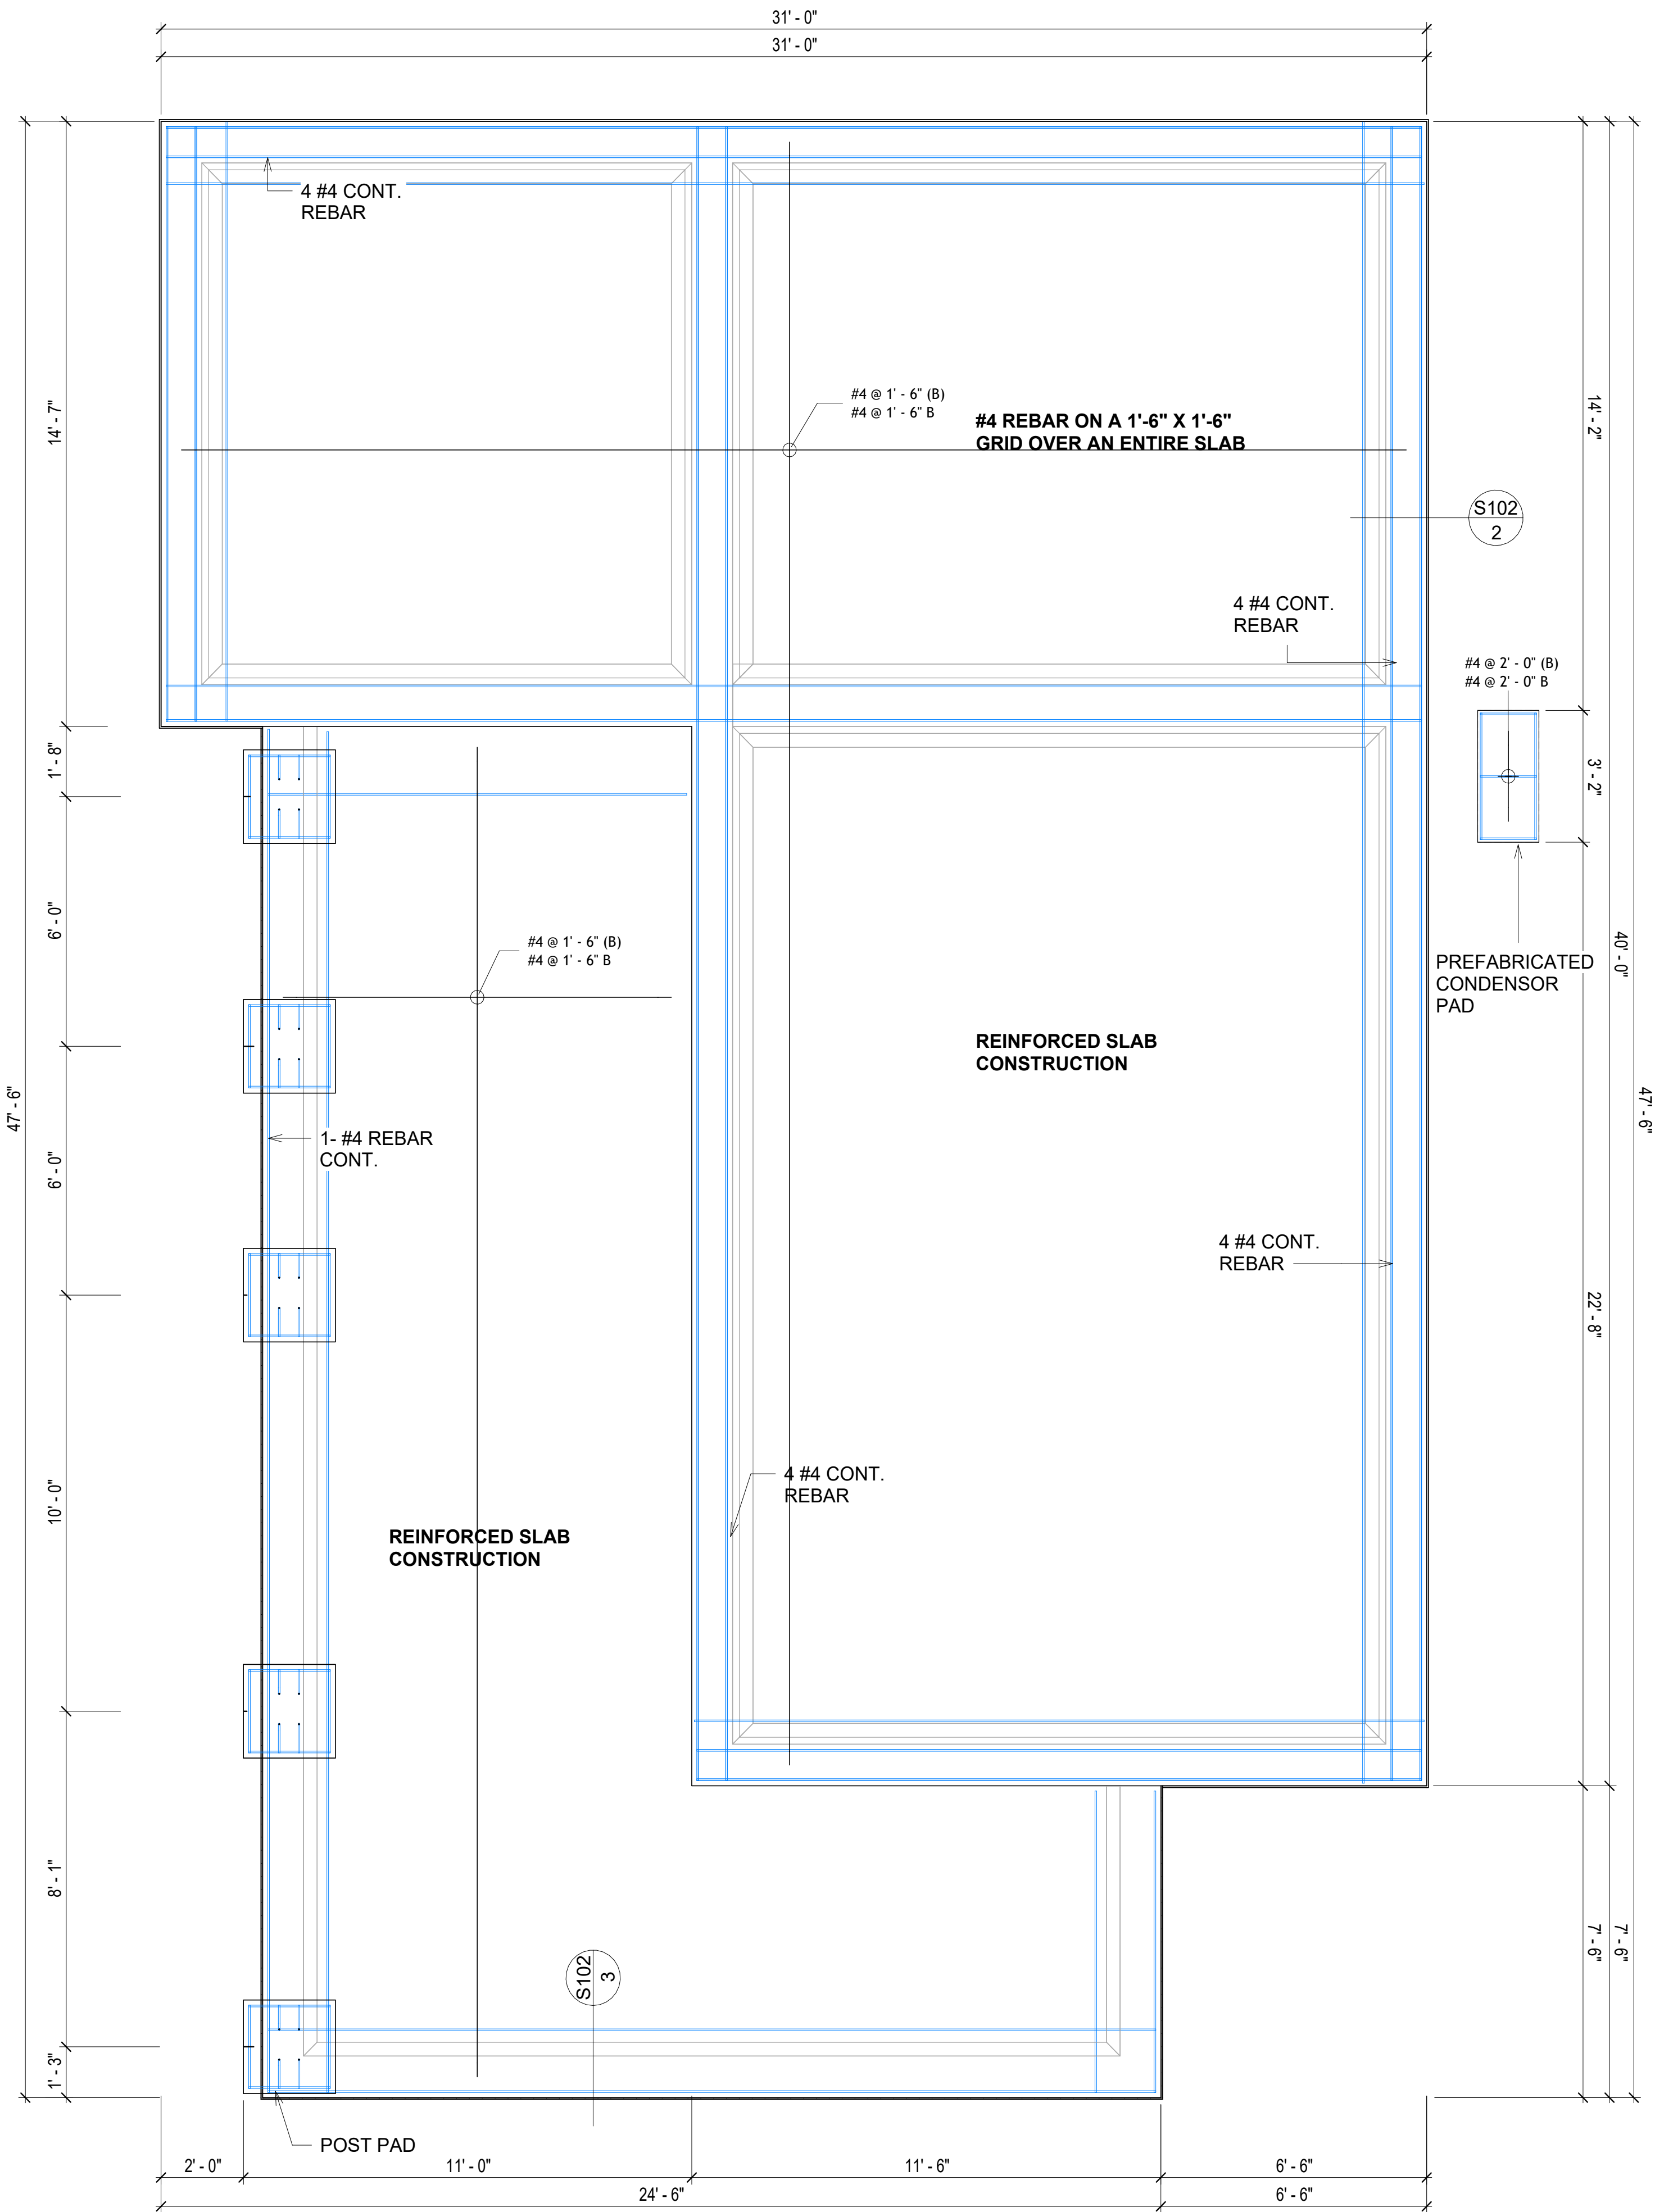 31' - 0"
31' - 0"
4 #4 CONT.
REBAR
14' - 7"
#4 @ 1' - 6" (B)
#4 @ 1' - 6" B
#4 REBAR ON A 1'-6" X 1'-6"
GRID OVER AN ENTIRE SLAB
14' - 2"
S102
2
4 #4 CONT.
REBAR
#4 @ 2' - 0" (B)
#4 @ 2' - 0" B
1' - 8"
3' - 2"
6' - 0"
#4 @ 1' - 6" (B)
#4 @ 1' - 6" B
40' - 0"
PREFABRICATED
CONDENSOR
PAD
REINFORCED SLAB
CONSTRUCTION
47' - 6"
47' - 6"
1- #4 REBAR
CONT.
6' - 0"
4 #4 CONT.
REBAR
22' - 8"
10' - 0"
4 #4 CONT.
REBAR
REINFORCED SLAB
CONSTRUCTION
8' - 1"
7' - 6"
7' - 6"
S102
3
1' - 3"
POST PAD
2' - 0"
11' - 0"
11' - 6"
6' - 6"
24' - 6"
6' - 6"